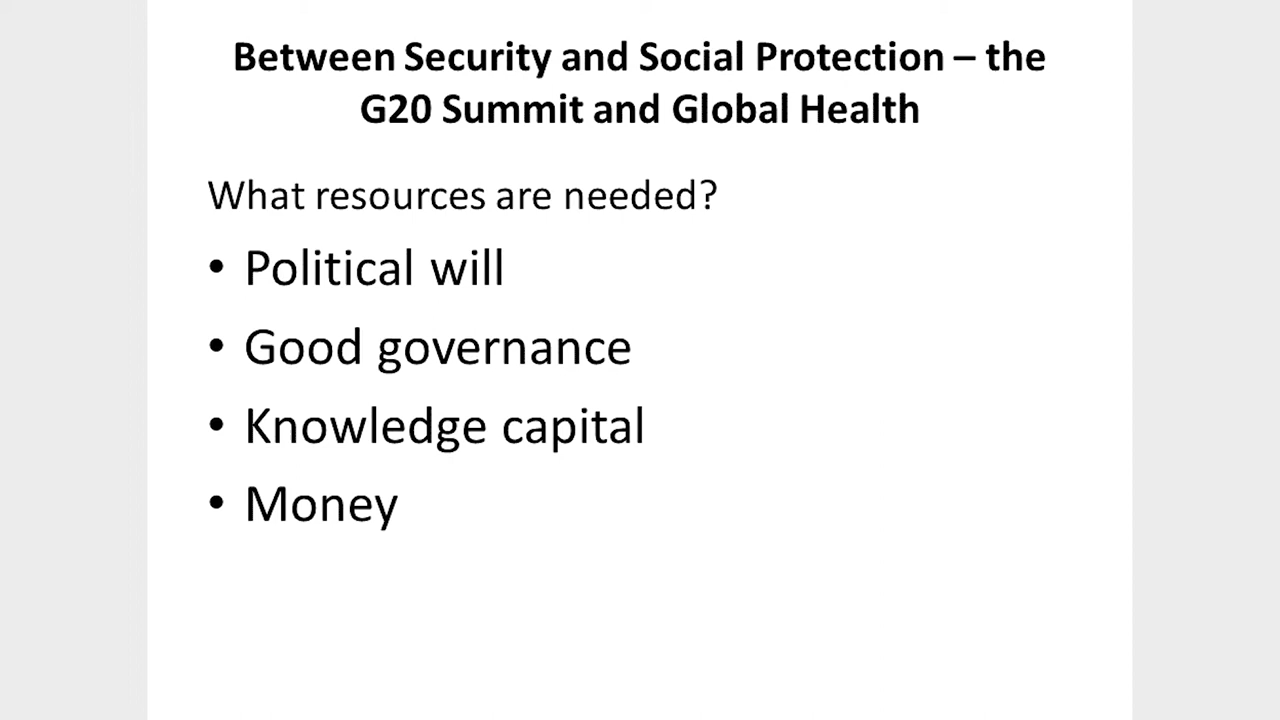 Between Security and Social Protection – the
G20 Summit and Global Health
What resources are needed?
• Political will
• Good governance
• Knowledge capital
• Money